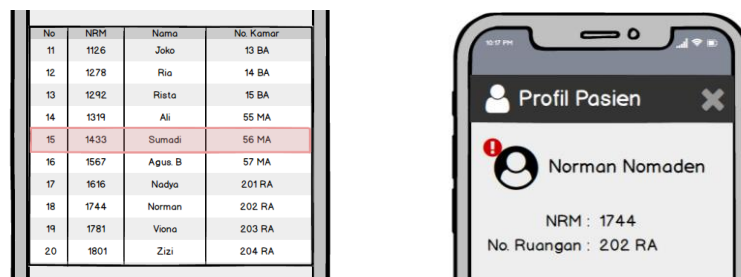 No NRM Nama No. Kamar
11 1126 Joko 13 BA
12 1278 Ria 14 BA
13 1292 Rista 15 BA
14 1319 Ali 55 MA
15 1433 Sumadi 56 MA
16 1567 Agus. B 57 MA
17 1616 Nadya 201 RA
18 1744 Norman 202 RA
19 1781 Viona 203 RA
20 1801 Zizi 204 RA
10:17 PM
Profil Pasien
Norman Nomaden
NRM : 1744
No. Ruangan : 202 RA